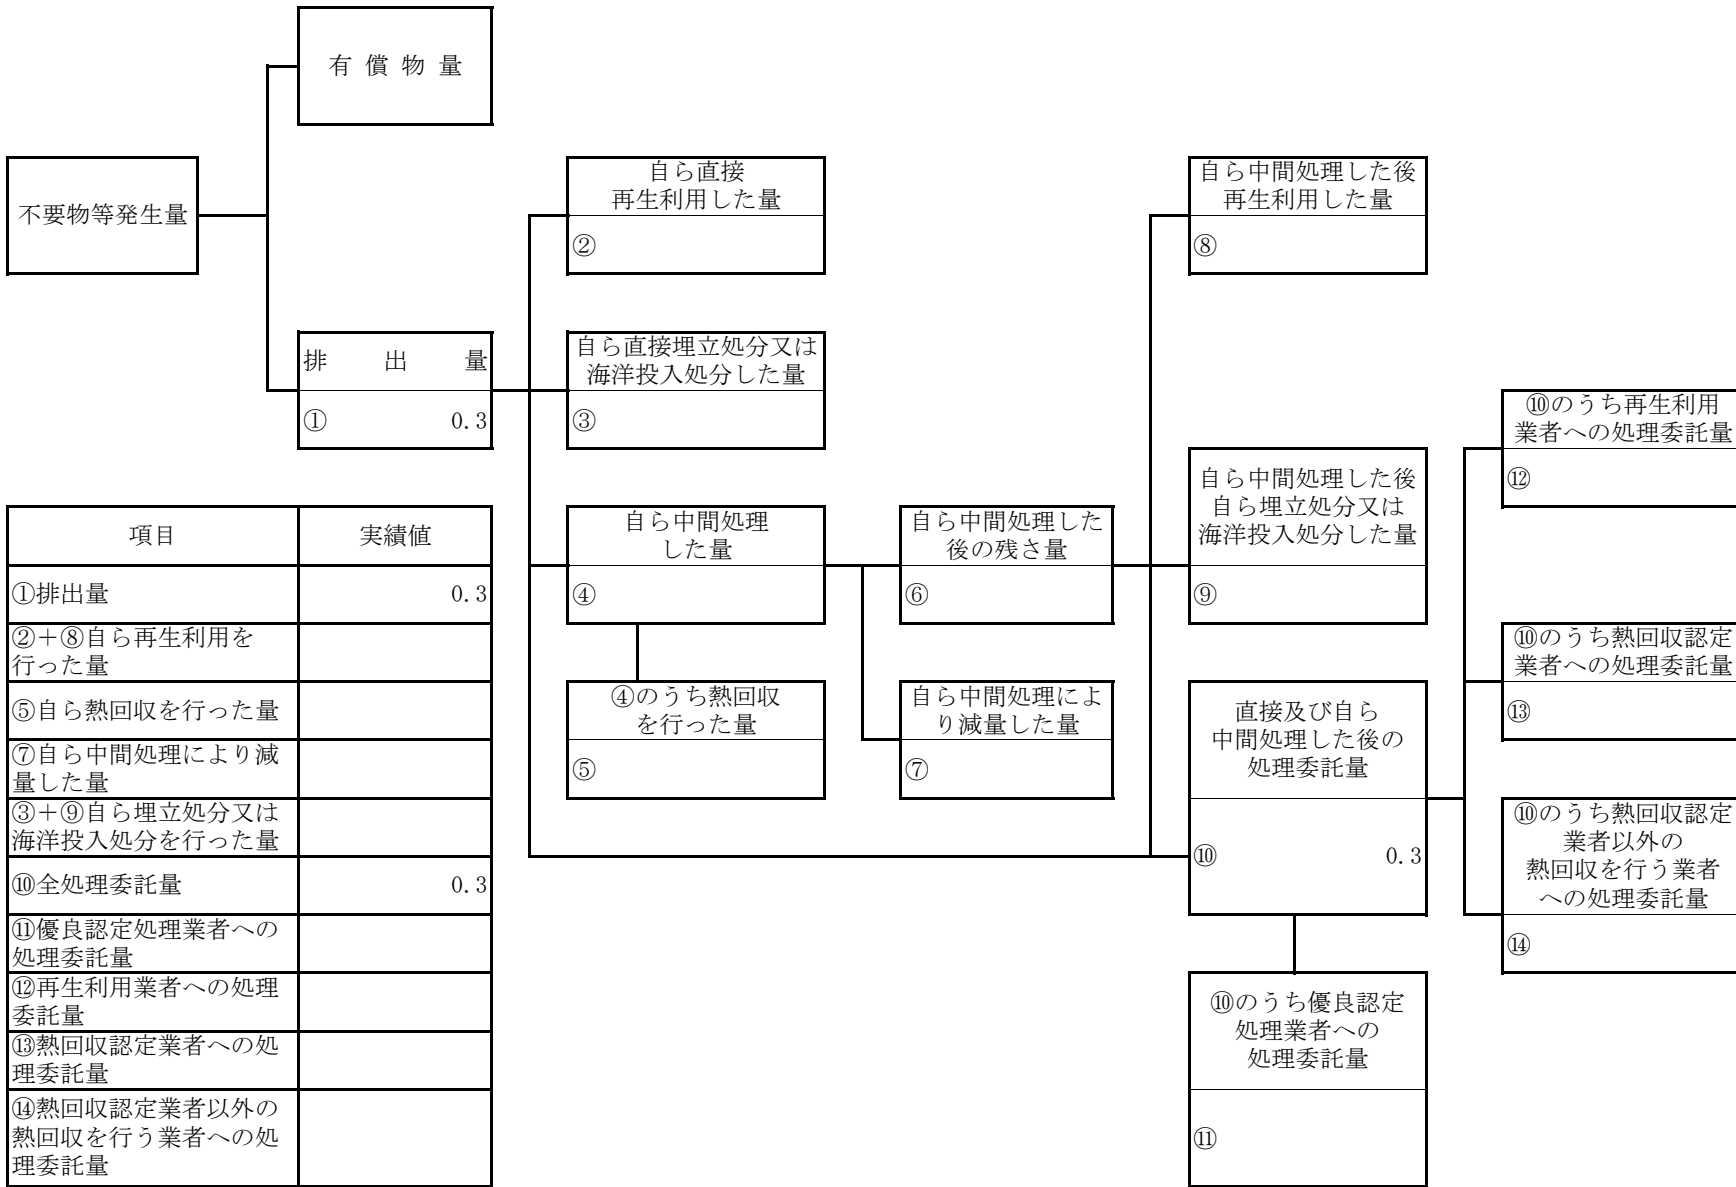 有償物量
不要物等発生量
自ら直接
再生利用した量
②
自ら中間処理した後
再生利用した量
⑧
排出量
① 0.3
自ら直接埋立処分又は
海洋投入処分した量
③
⑩のうち再生利用
業者への処理委託量
⑫
自ら中間処理した後
自ら埋立処分又は
海洋投入処分した量
⑨
自ら中間処理
した量
④
自ら中間処理した
後の残さ量
⑥
⑩のうち熱回収認定
業者への処理委託量
⑬
④のうち熱回収
を行った量
⑤
自ら中間処理によ
り減量した量
⑦
直接及び自ら
中間処理した後の
処理委託量
⑩ 0.3
⑩のうち熱回収認定
業者以外の
熱回収を行う業者
への処理委託量
⑭
⑩のうち優良認定
処理業者への
処理委託量
⑪
項目 実績値
①排出量 0.3
②+⑧自ら再生利用を
行った量
⑤自ら熱回収を行った量
⑦自ら中間処理により減
量した量
③+⑨自ら埋立処分又は
海洋投入処分を行った量
⑩全処理委託量 0.3
⑪優良認定処理業者への
処理委託量
⑫再生利用業者への処理
委託量
⑬熱回収認定業者への処
理委託量
⑭熱回収認定業者以外の
熱回収を行う業者への処
理委託量